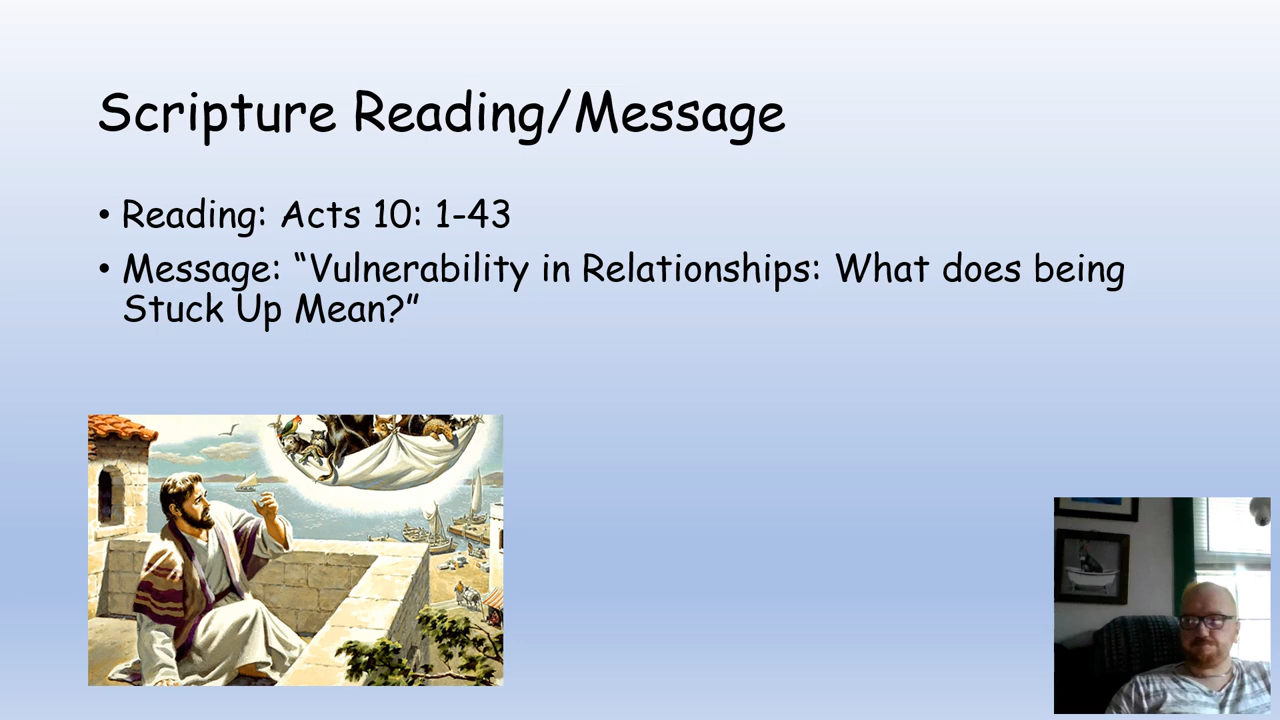 Scripture Reading/Message
• Reading: Acts 10: 1-43
• Message: “Vulnerability in Relationships: What does being
Stuck Up Mean?”